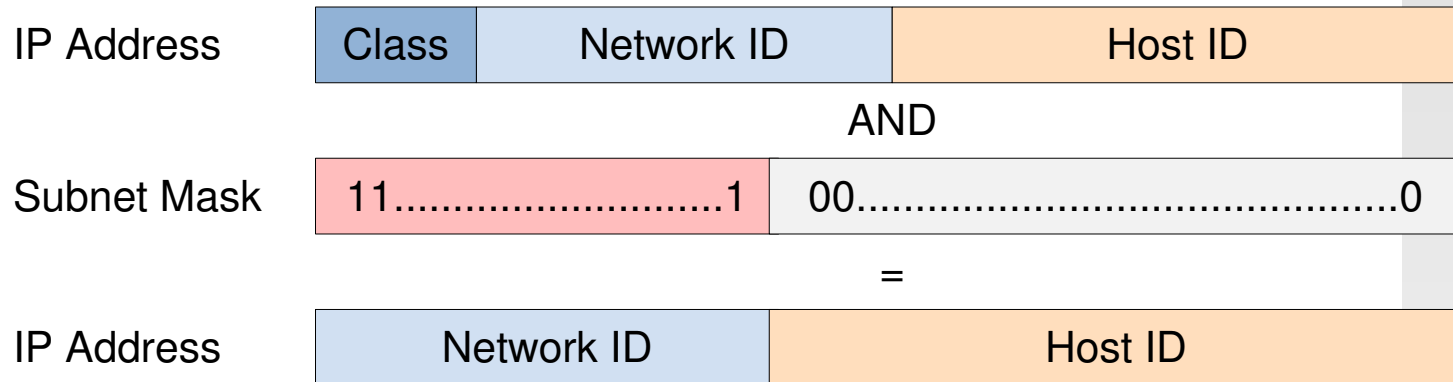 IP Address Class Network ID Host ID
AND
Subnet Mask 11............................1 00..............................................0
=
IP Address Network ID Host ID